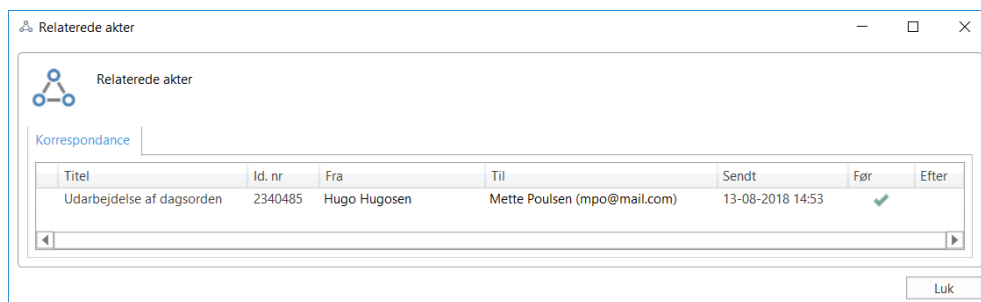 Relaterede akter
Relaterede akter
Korrespondance
Titel Id. nr Fra Til Sendt Før Efter
Udarbejdelse af dagsorden 2340485 Hugo Hugosen Mette Poulsen (mpo@mail.com) 13-08-2018 14:53
Luk